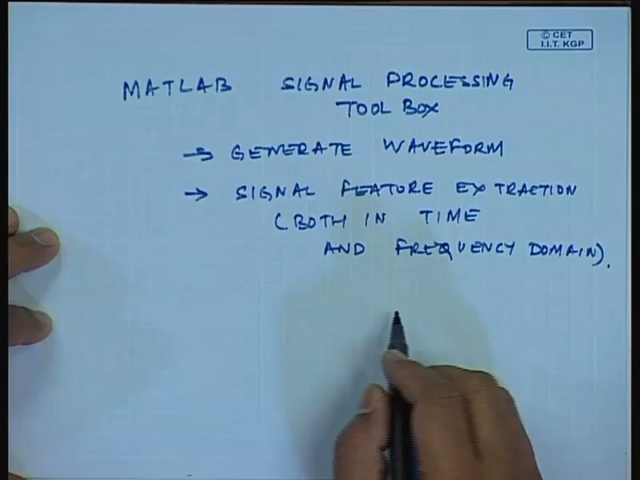 © CET
I.I.T. KGP
MATLAB SIGNAL PROCESSING
TOOL BOX
→ GENERATE WAVEFORM
→ SIGNAL FEATURE EXTRACTION
(BOTH IN TIME
AND FREQUENCY DOMAIN).